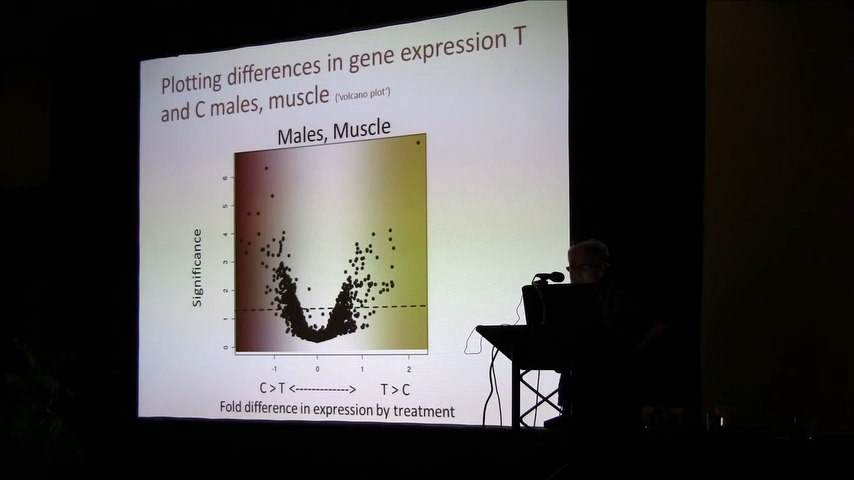 Plotting differences in gene expression T
and C males, muscle ('volcano plot')
Males, Muscle
Significance
6
5
4
3
2
1
0
-1 0 1 2
C > T <------------> T > C
Fold difference in expression by treatment